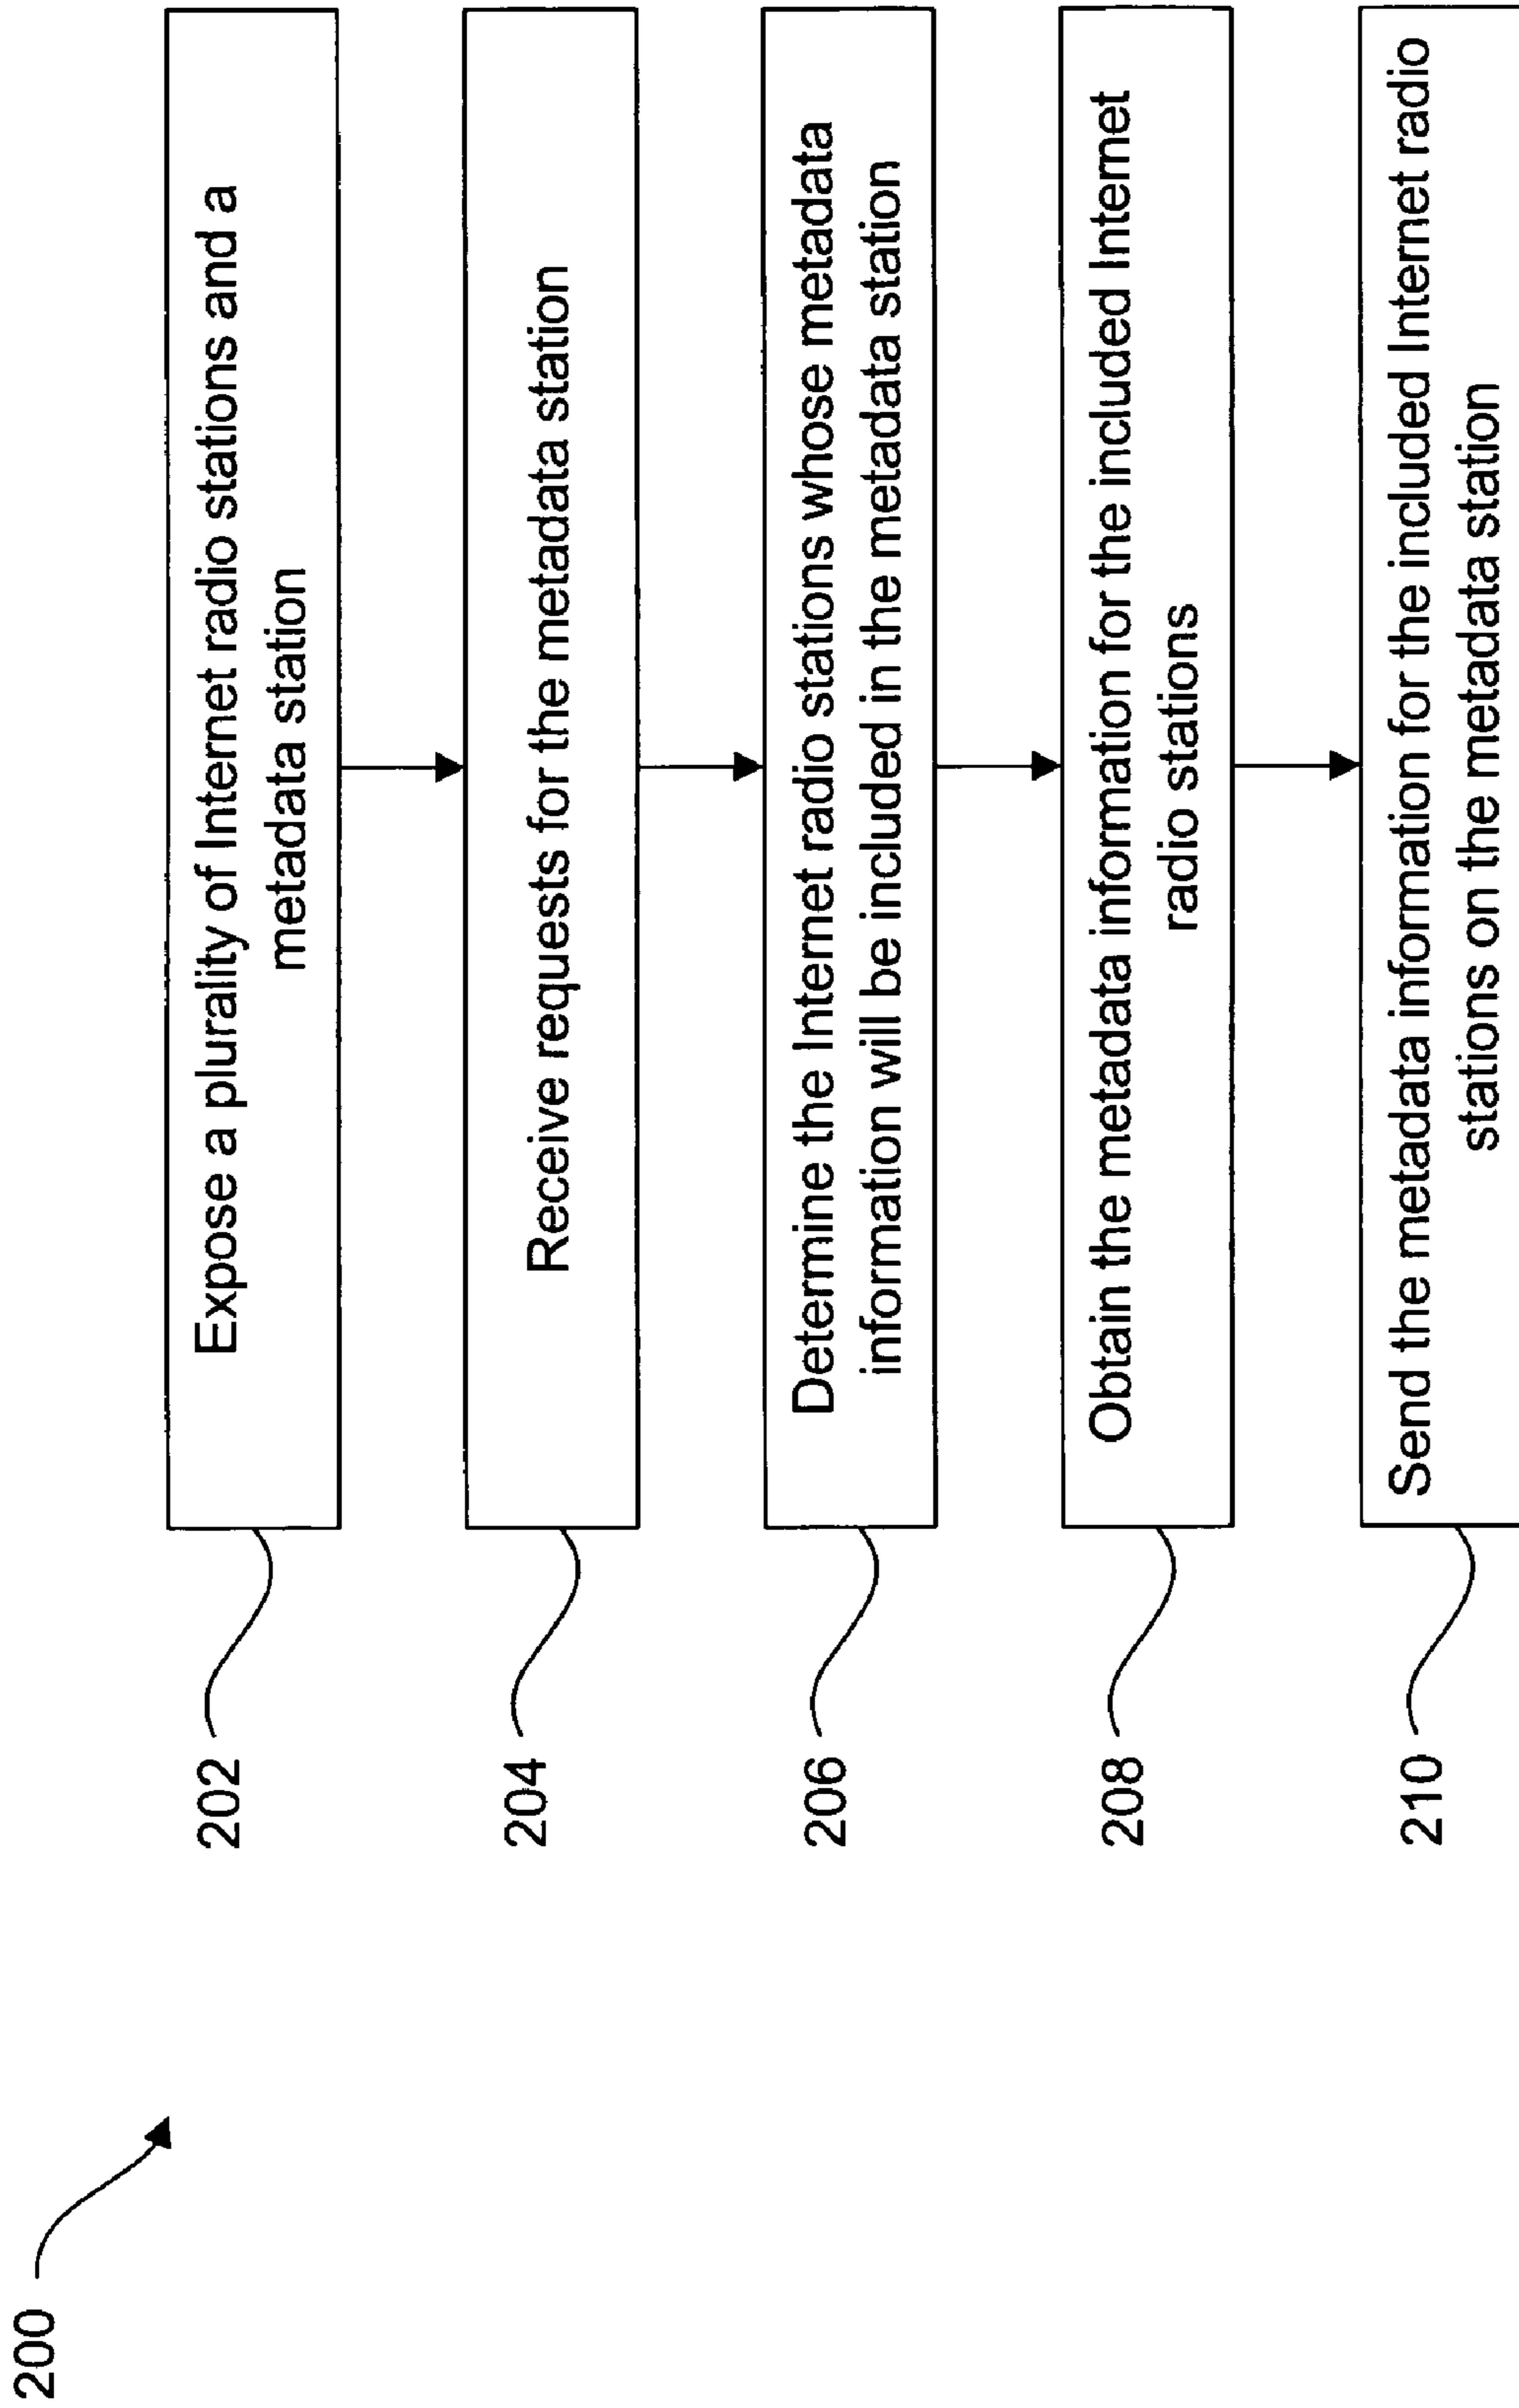 200
202
Expose a plurality of Internet radio stations and a
metadata station
204
Receive requests for the metadata station
206
Determine the Internet radio stations whose metadata
information will be included in the metadata station
208
Obtain the metadata information for the included Internet
radio stations
210
Send the metadata information for the included Internet radio
stations on the metadata station